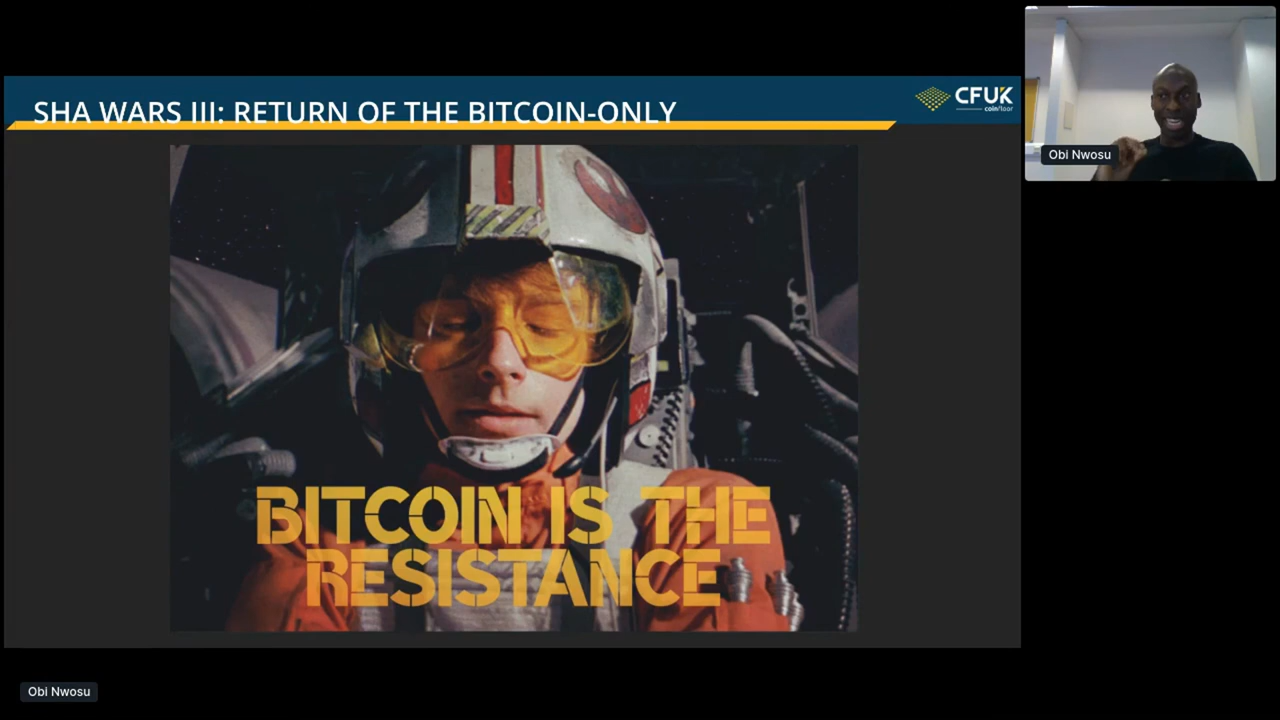 SHA WARS III: RETURN OF THE BITCOIN-ONLY
CFUK
coinfloor
Obi Nwosu
BITCOIN IS THE
RESISTANCE
Obi Nwosu